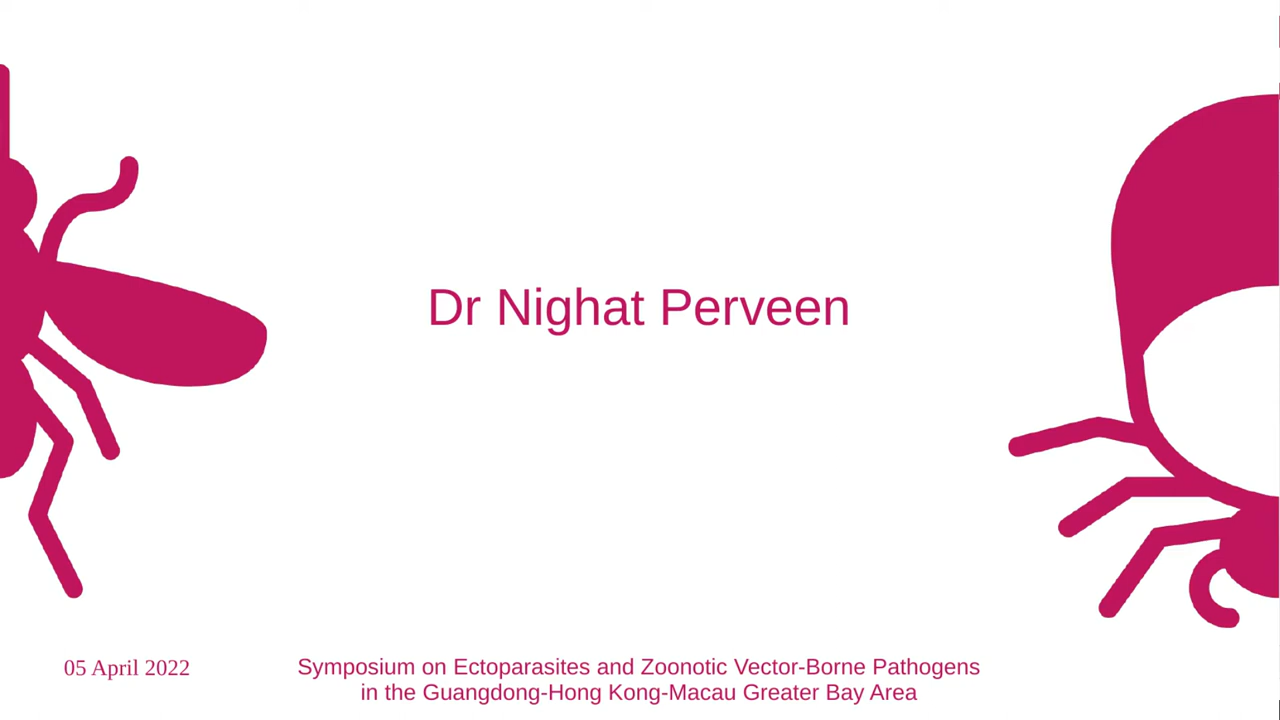 Dr Nighat Perveen
05 April 2022
Symposium on Ectoparasites and Zoonotic Vector-Borne Pathogens
in the Guangdong-Hong Kong-Macau Greater Bay Area